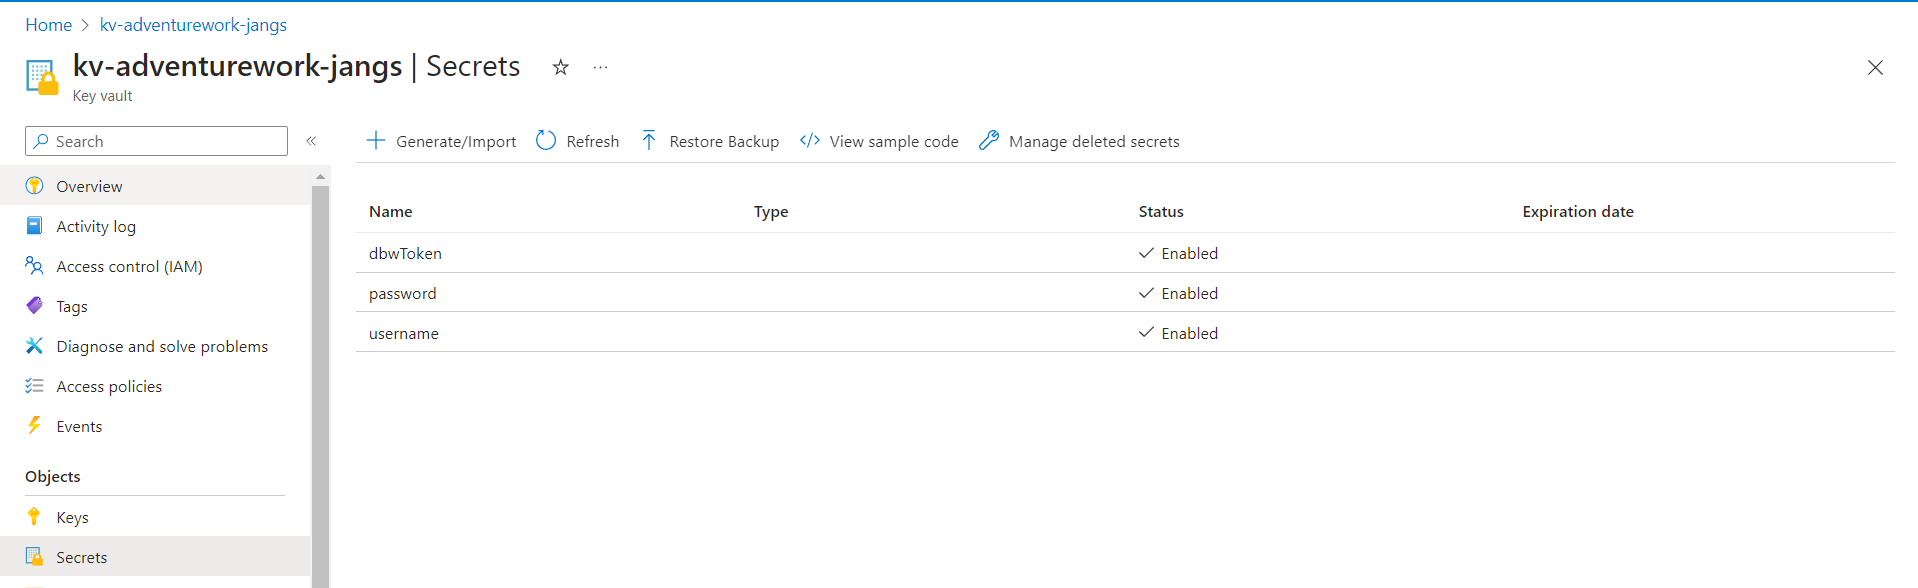 Home > kv-adventurework-jangs
kv-adventurework-jangs | Secrets
Key vault
Search
Overview
Activity log
Access control (IAM)
Tags
Diagnose and solve problems
Access policies
Events
Objects
Keys
Secrets
Generate/Import Refresh Restore Backup View sample code Manage deleted secrets
Name Type Status Expiration date
dbwToken Enabled
password Enabled
username Enabled